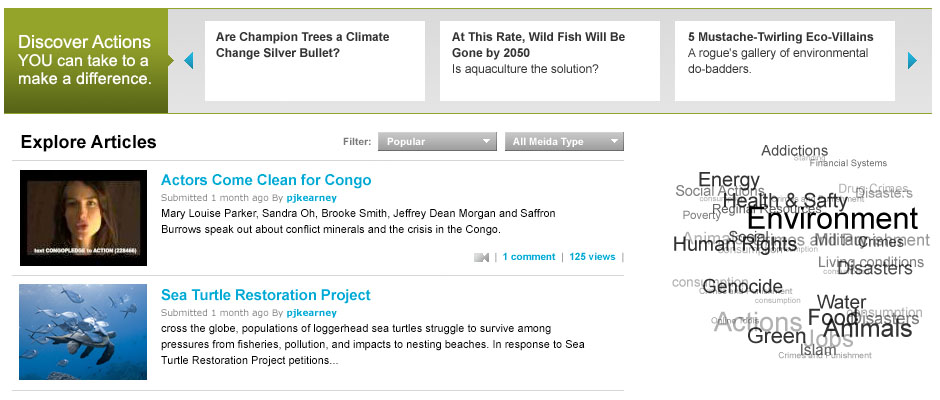 Discover Actions
YOU can take to a
make a difference.
Are Champion Trees a Climate
Change Silver Bullet?
At This Rate, Wild Fish Will Be
Gone by 2050
Is aquaculture the solution?
5 Mustache-Twirling Eco-Villains
A rogue's gallery of environmental
do-badders.
Explore Articles
Filter: Popular All Meida Type
Actors Come Clean for Congo
Submitted 1 month ago By pjkearney
Mary Louise Parker, Sandra Oh, Brooke Smith, Jeffrey Dean Morgan and Saffron
Burrows speak out about conflict minerals and the crisis in the Congo.
text CONGOPLEDGE to ACTION (228466)
| 1 comment | 125 views |
Sea Turtle Restoration Project
Submitted 1 month ago By pjkearney
cross the globe, populations of loggerhead sea turtles struggle to survive among
pressures from fisheries, pollution, and impacts to nesting beaches. In response to Sea
Turtle Restoration Project petitions...
Addictions
Financial Systems
Energy
Social Actions
Drug Crimes
Disasters
Health & Safty
Poverty
Reginal Resources
Environment
Social
Human Rights
Military
Crimes
Living conditions
Disasters
consumption
Genocide
consumption
Water
consumption
Food
Disasters
Actions
Animals
Green
Jobs
Islam
Crimes and Punishment